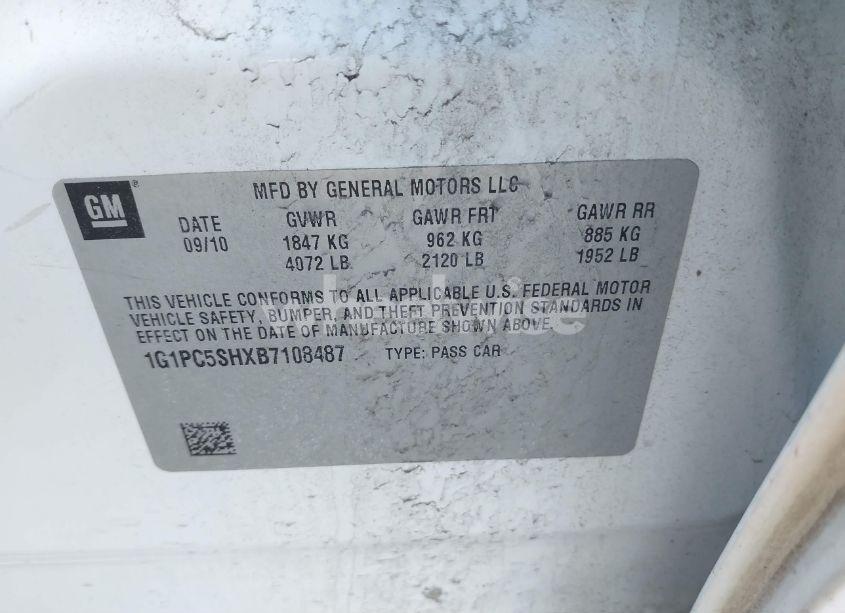 GM
MFD BY GENERAL MOTORS LLC
DATE GVWR GAWR FRT GAWR RR
09/10 1847 KG 962 KG 885 KG
4072 LB 2120 LB 1952 LB
THIS VEHICLE CONFORMS TO ALL APPLICABLE U.S. FEDERAL MOTOR
VEHICLE SAFETY, BUMPER, AND THEFT PREVENTION STANDARDS IN
EFFECT ON THE DATE OF MANUFACTURE SHOWN ABOVE.
1G1PC5SHXB7108487 TYPE: PASS CAR